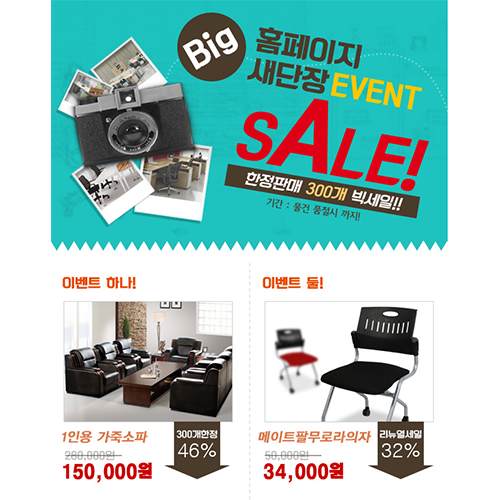 Big
홈페이지
새단장 EVENT
SALE!
한정판매 300개 빅세일!!
기간 : 물건 품절시 까지!
이벤트 하나!
이벤트 둘!
1인용 가죽소파
280,000원
150,000원
300개한정
46%
메이트팔무로라의자
50,000원
34,000원
리뉴얼세일
32%